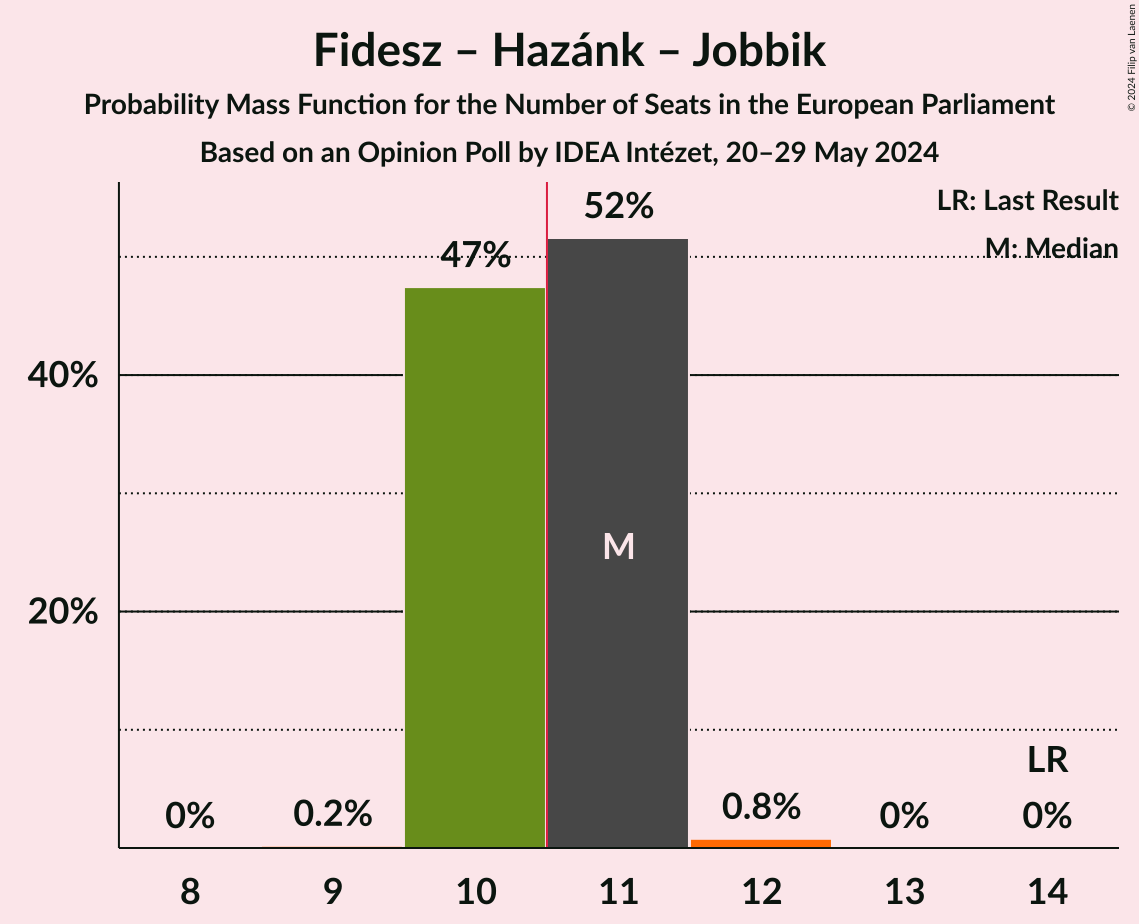 Fidesz – Hazánk – Jobbik
Probability Mass Function for the Number of Seats in the European Parliament
Based on an Opinion Poll by IDEA Intézet, 20–29 May 2024
© 2024 Filip van Laenen
LR: Last Result
M: Median
52%
47%
40%
M
20%
LR
0%
0.2%
0.8%
0%
0%
8
9
10
11
12
13
14